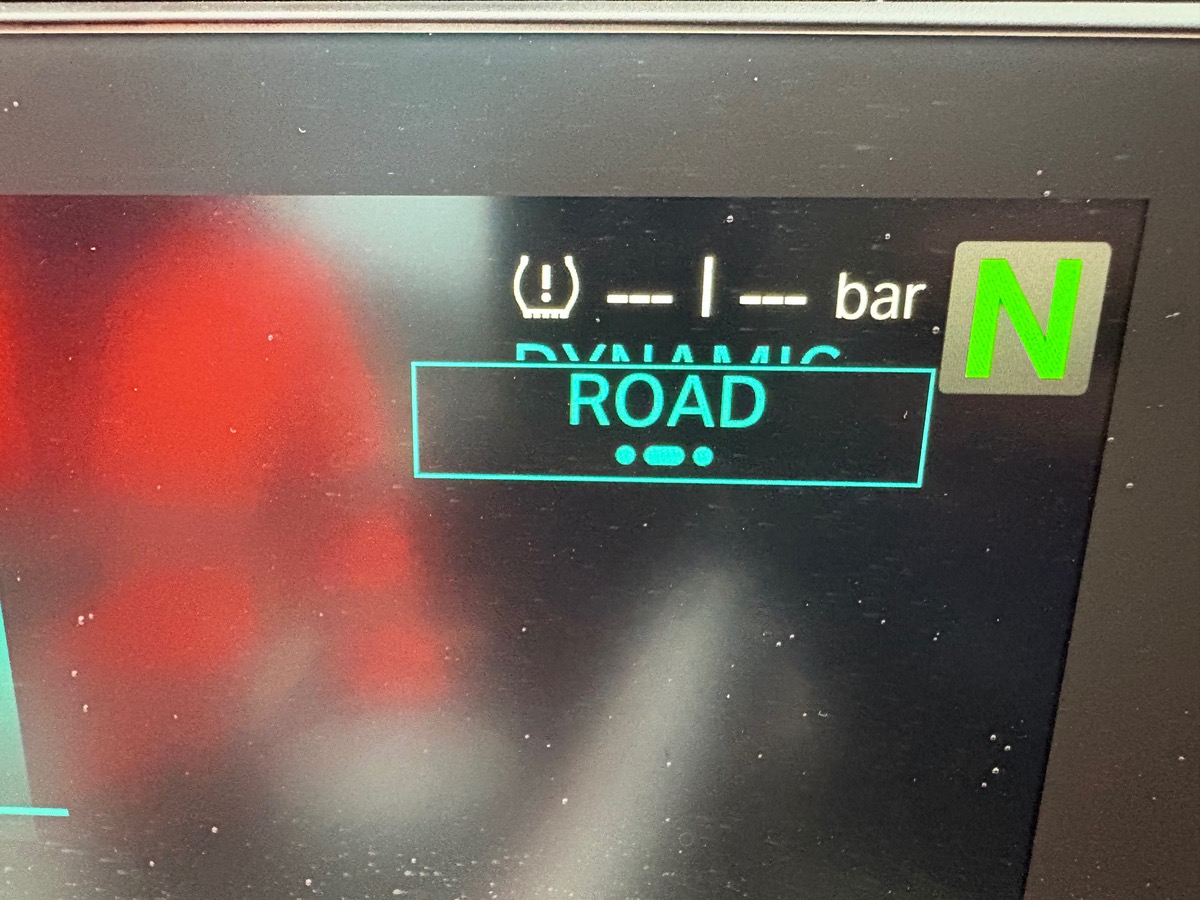 --- | --- bar
N
DYNAMIC
ROAD